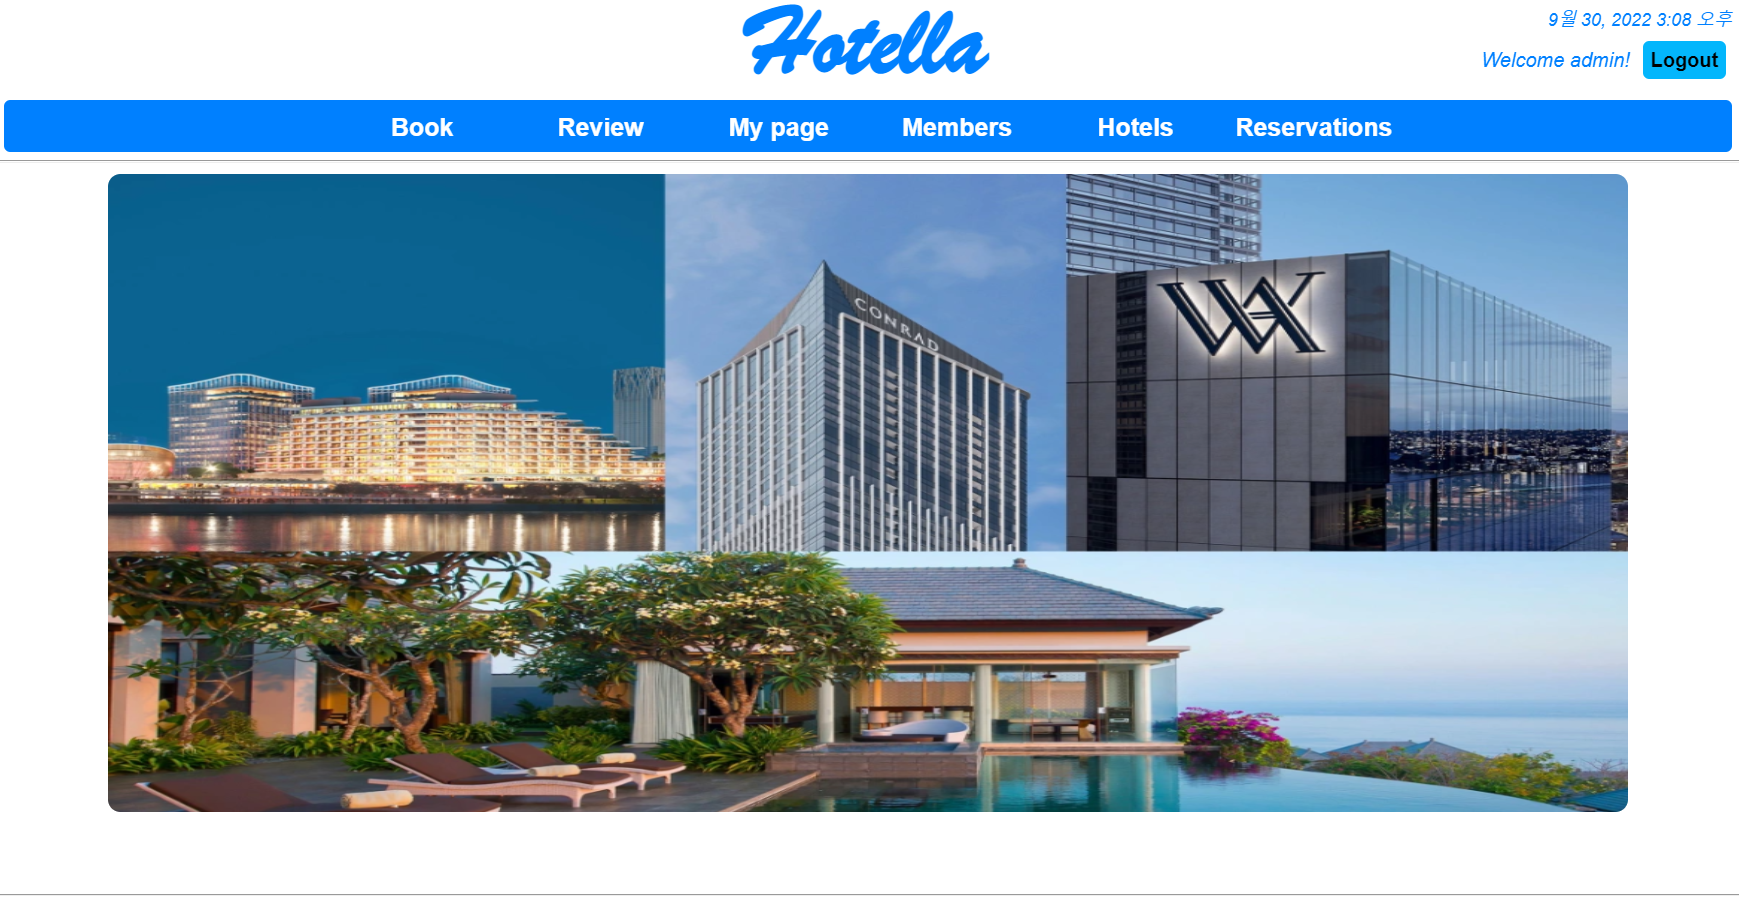 Hotella
9월 30, 2022 3:08 오후
Welcome admin! Logout
Book Review My page Members Hotels Reservations
CONRAD
WA